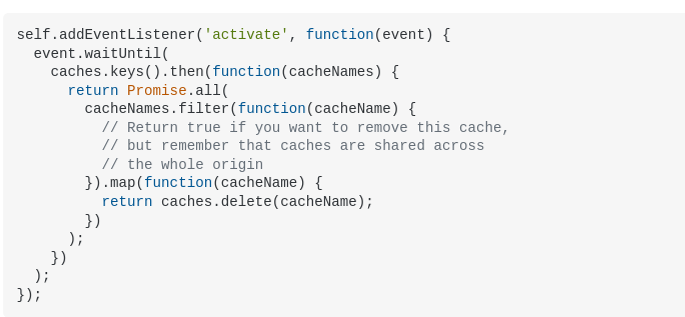 self.addEventListener('activate', function(event) {
  event.waitUntil(
    caches.keys().then(function(cacheNames) {
      return Promise.all(
        cacheNames.filter(function(cacheName) {
          // Return true if you want to remove this cache,
          // but remember that caches are shared across
          // the whole origin
        }).map(function(cacheName) {
          return caches.delete(cacheName);
        })
      );
    })
  );
});